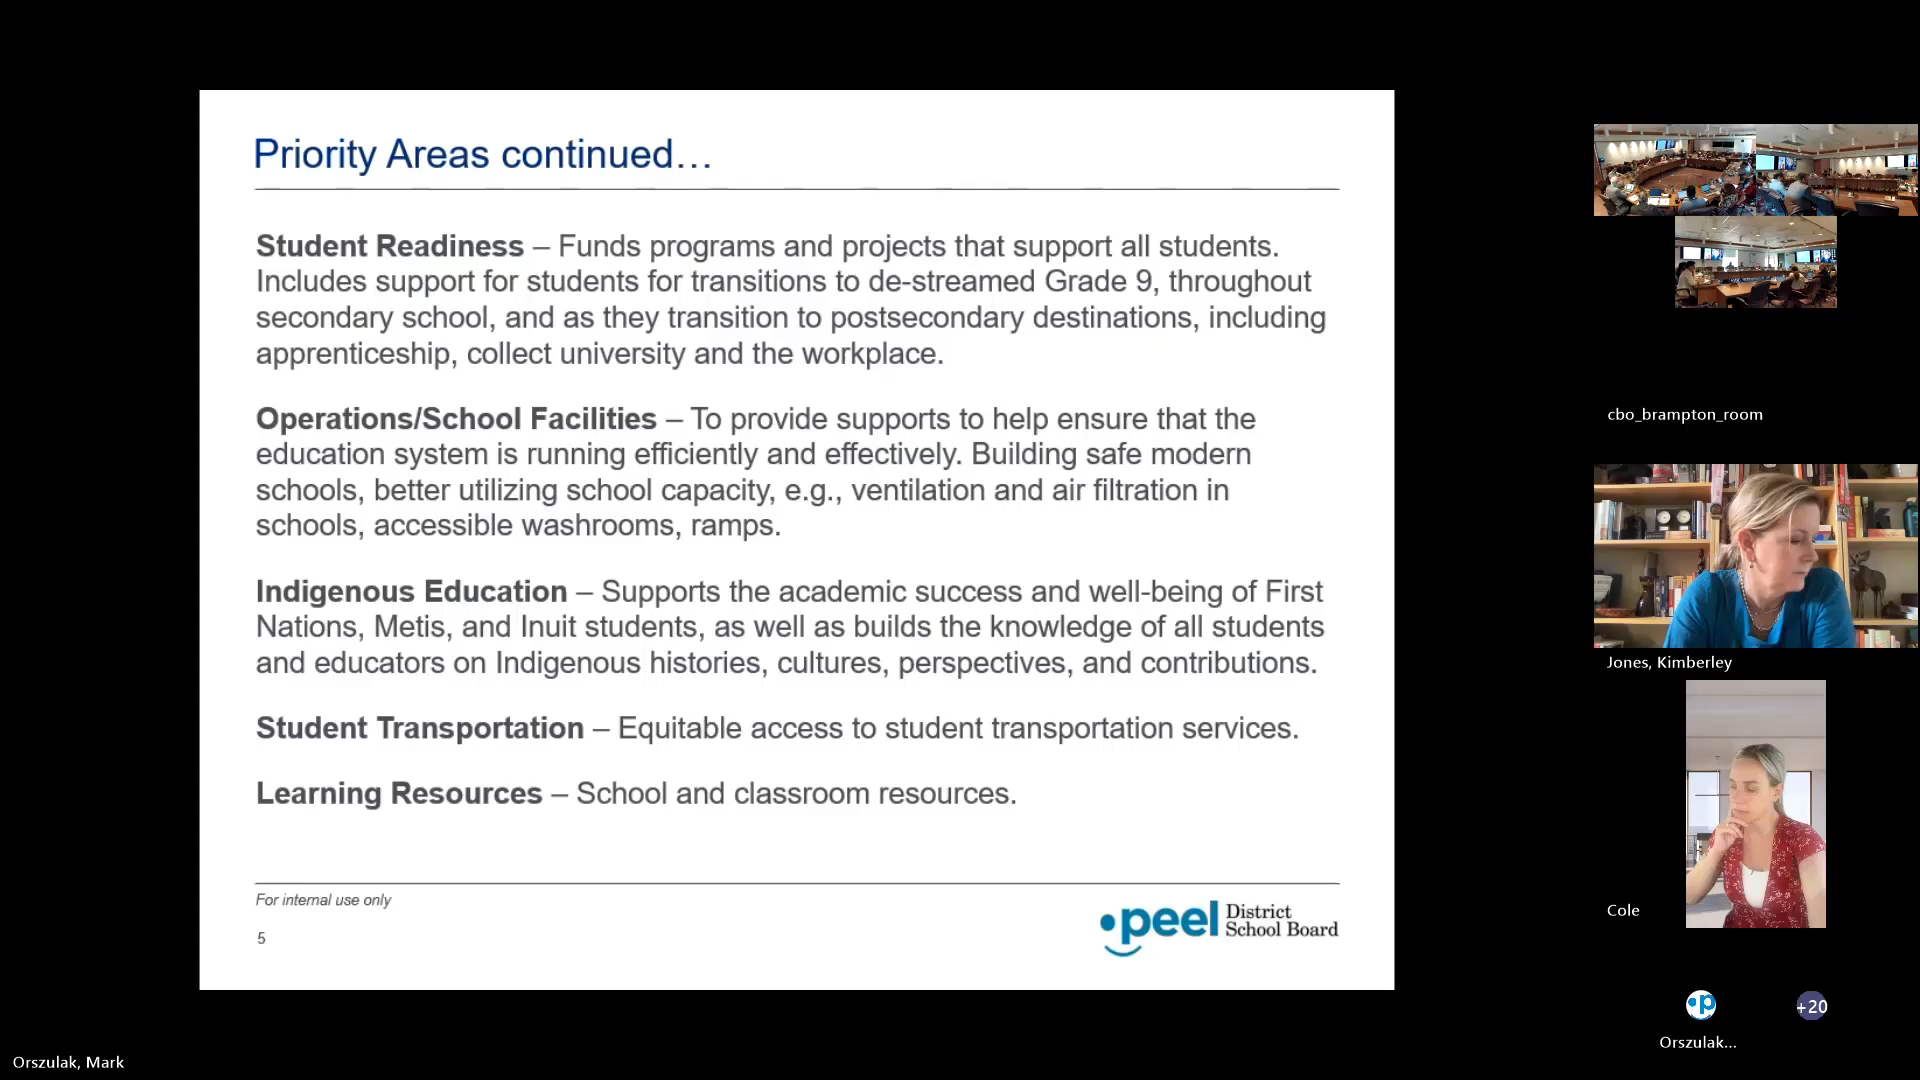 Priority Areas continued…
Student Readiness – Funds programs and projects that support all students.
Includes support for students for transitions to de-streamed Grade 9, throughout
secondary school, and as they transition to postsecondary destinations, including
apprenticeship, collect university and the workplace.
Operations/School Facilities – To provide supports to help ensure that the
education system is running efficiently and effectively. Building safe modern
schools, better utilizing school capacity, e.g., ventilation and air filtration in
schools, accessible washrooms, ramps.
Indigenous Education – Supports the academic success and well-being of First
Nations, Metis, and Inuit students, as well as builds the knowledge of all students
and educators on Indigenous histories, cultures, perspectives, and contributions.
Student Transportation – Equitable access to student transportation services.
Learning Resources – School and classroom resources.
For internal use only
5
peel District
School Board
cbo_brampton_room
Jones, Kimberley
Cole
p
+20
Orszulak...
Orszulak, Mark